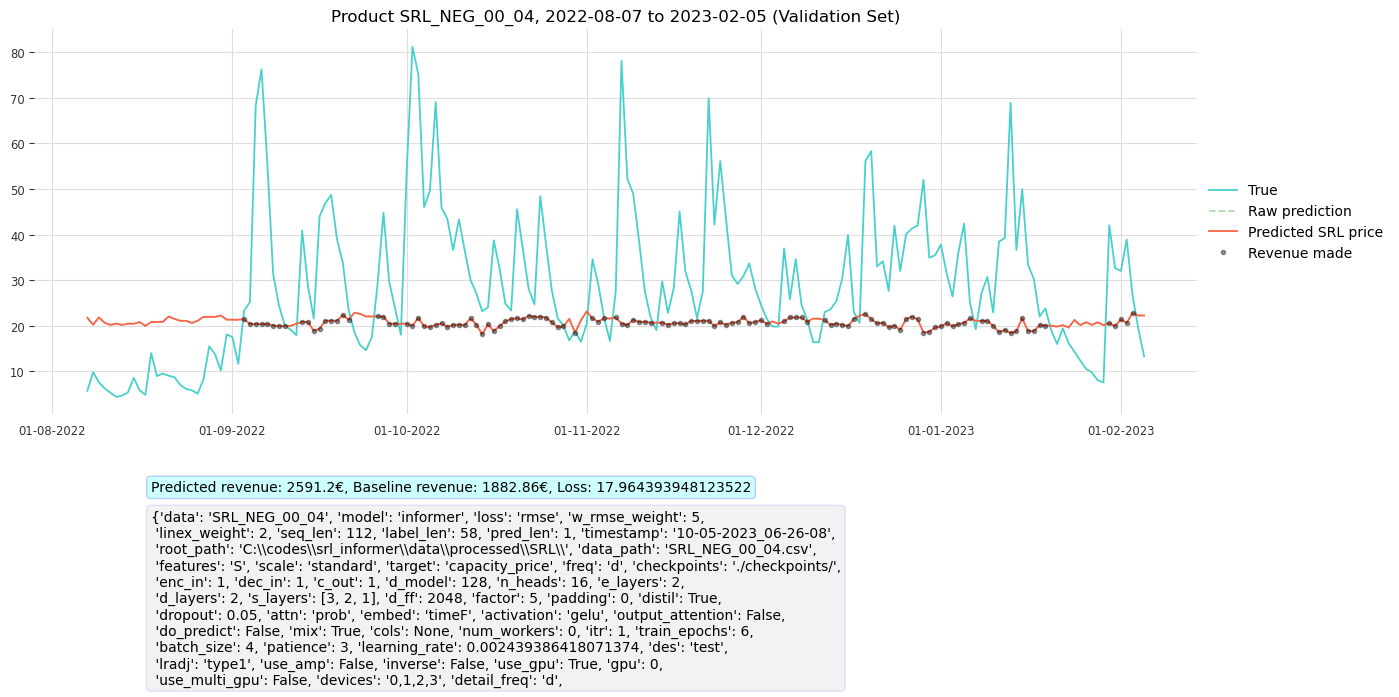 Product SRL_NEG_00_04, 2022-08-07 to 2023-02-05 (Validation Set)
80
70
60
50
40
30
20
10
01-08-2022
01-09-2022
01-10-2022
01-11-2022
01-12-2022
01-01-2023
01-02-2023
True
Raw prediction
Predicted SRL price
Revenue made
Predicted revenue: 2591.2€, Baseline revenue: 1882.86€, Loss: 17.964393948123522
{'data': 'SRL_NEG_00_04', 'model': 'informer', 'loss': 'rmse', 'w_rmse_weight': 5,
'linex_weight': 2, 'seq_len': 112, 'label_len': 58, 'pred_len': 1, 'timestamp': '10-05-2023_06-26-08',
'root_path': 'C:\\codes\\srl_informer\\data\\processed\\SRL\\', 'data_path': 'SRL_NEG_00_04.csv',
'features': 'S', 'scale': 'standard', 'target': 'capacity_price', 'freq': 'd', 'checkpoints': './checkpoints/',
'enc_in': 1, 'dec_in': 1, 'c_out': 1, 'd_model': 128, 'n_heads': 16, 'e_layers': 2,
'd_layers': 2, 's_layers': [3, 2, 1], 'd_ff': 2048, 'factor': 5, 'padding': 0, 'distil': True,
'dropout': 0.05, 'attn': 'prob', 'embed': 'timeF', 'activation': 'gelu', 'output_attention': False,
'do_predict': False, 'mix': True, 'cols': None, 'num_workers': 0, 'itr': 1, 'train_epochs': 6,
'batch_size': 4, 'patience': 3, 'learning_rate': 0.002439386418071374, 'des': 'test',
'lradj': 'type1', 'use_amp': False, 'inverse': False, 'use_gpu': True, 'gpu': 0,
'use_multi_gpu': False, 'devices': '0,1,2,3', 'detail_freq': 'd',